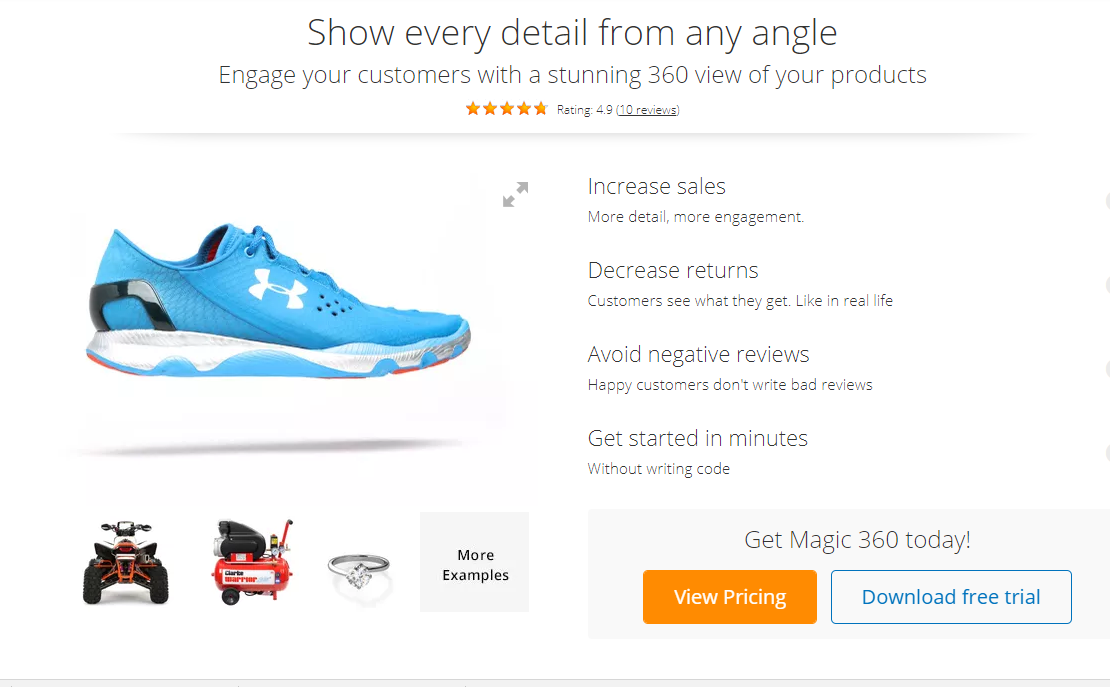 Show every detail from any angle
Engage your customers with a stunning 360 view of your products
Rating: 4.9 (10 reviews)
Increase sales
More detail, more engagement.
Decrease returns
Customers see what they get. Like in real life
Avoid negative reviews
Happy customers don't write bad reviews
Get started in minutes
Without writing code
Clarke
Warrior
More
Examples
Get Magic 360 today!
View Pricing
Download free trial